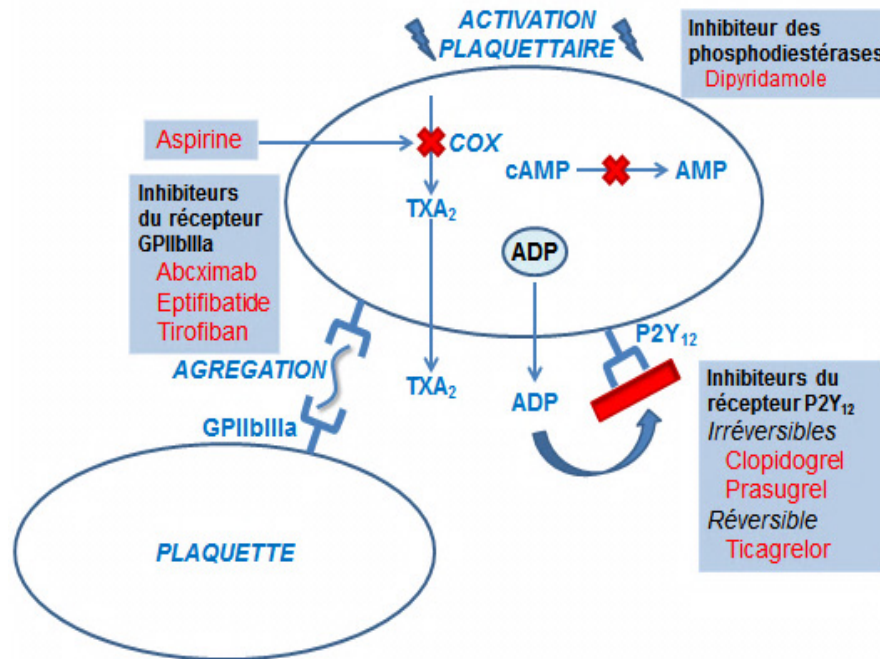 ACTIVATION
PLAQUETTAIRE
Inhibiteur des
phosphodiestérases
Dipyridamole
Aspirine
COX
cAMP
AMP
TXA₂
Inhibiteurs
du récepteur
GPIIbIIIa
Abcximab
Eptifibatide
Tirofiban
ADP
P2Y₁₂
AGREGATION
TXA₂
ADP
GPIIbIIIa
Inhibiteurs du
récepteur P2Y₁₂
Irréversibles
Clopidogrel
Prasugrel
Réversible
Ticagrelor
PLAQUETTE